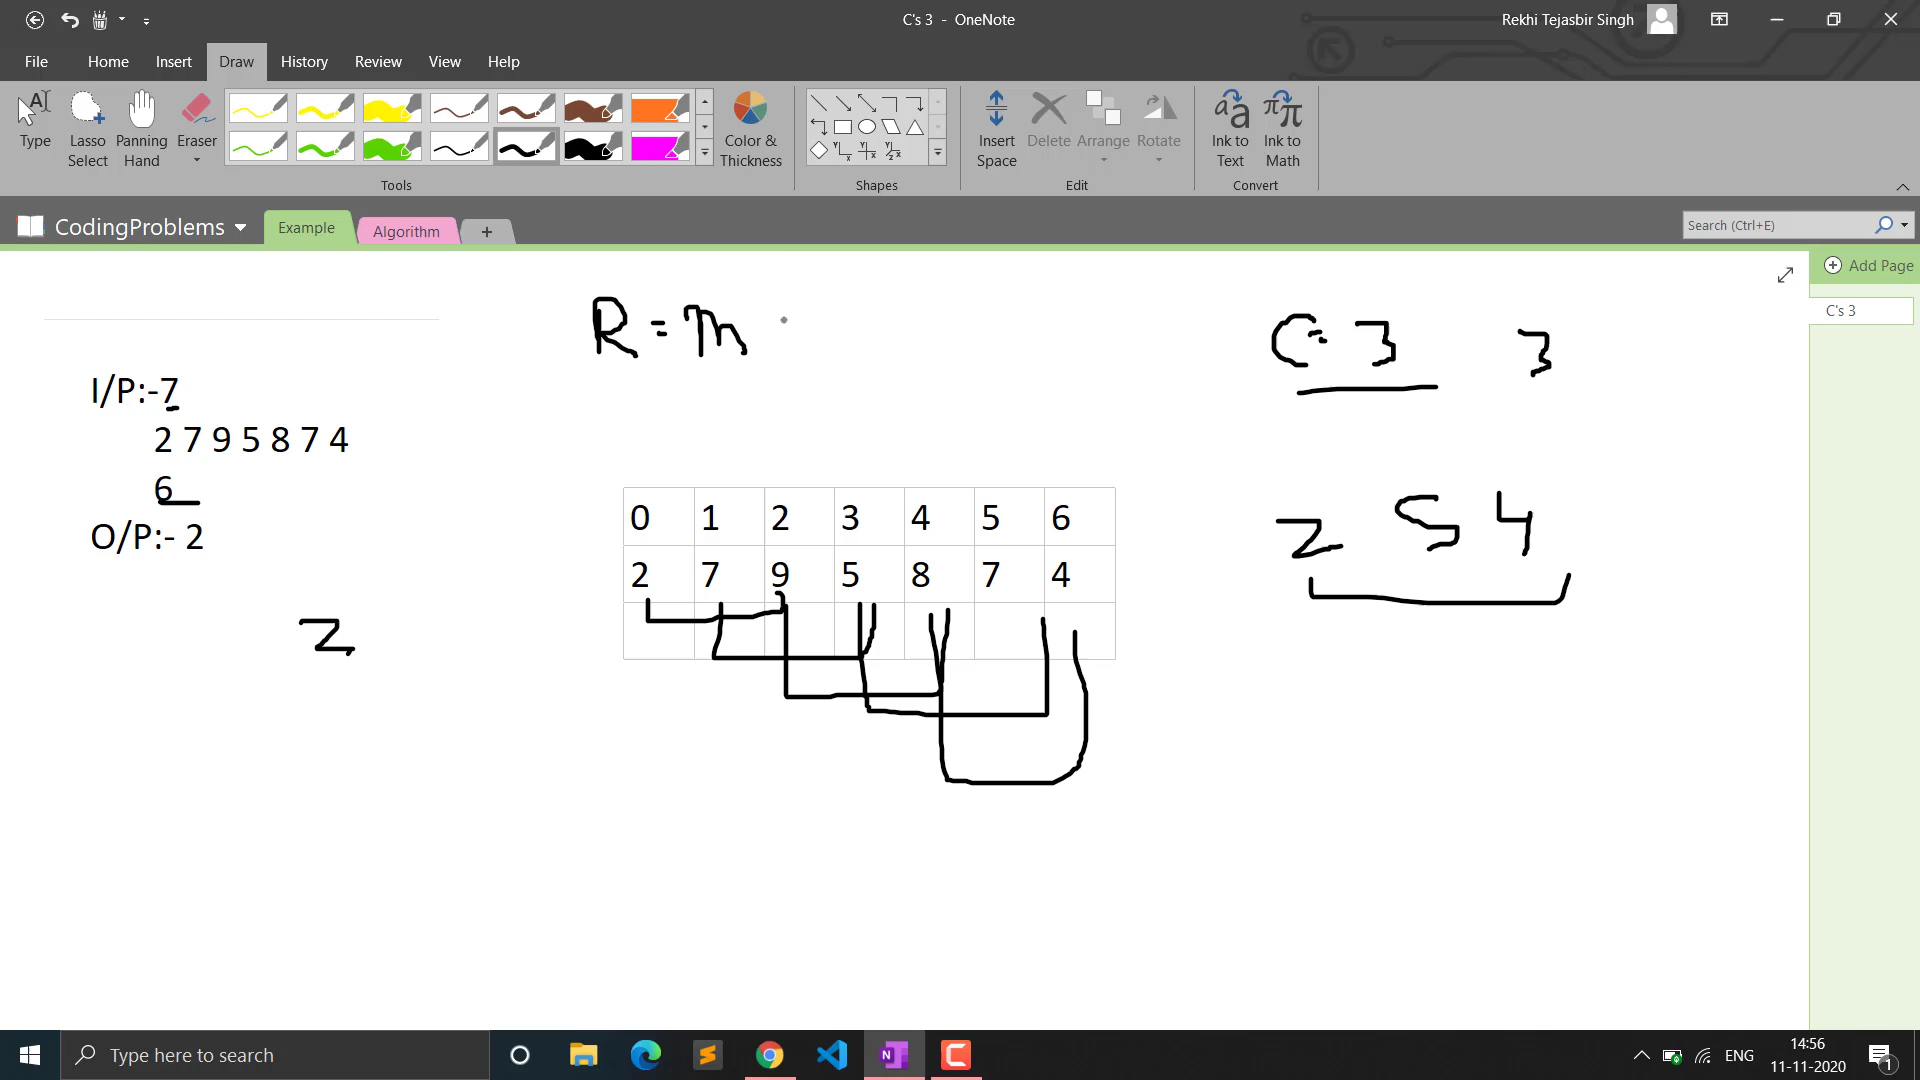 C's 3 - OneNote
Rekhi Tejasbir Singh
File Home Insert Draw History Review View Help
Type
Lasso Select
Panning Hand
Eraser
Color & Thickness
Insert Space
Delete
Arrange
Rotate
Ink to Text
Ink to Math
Tools
Shapes
Edit
Convert
CodingProblems
Example
Algorithm
+
Search (Ctrl+E)
Add Page
C's 3
R = m
C = 3 3
I/P:-7
2 7 9 5 8 7 4
6
O/P:- 2
2
0 1 2 3 4 5 6
2 7 9 5 8 7 4
2 5 4
Type here to search
ENG
14:56
11-11-2020
1